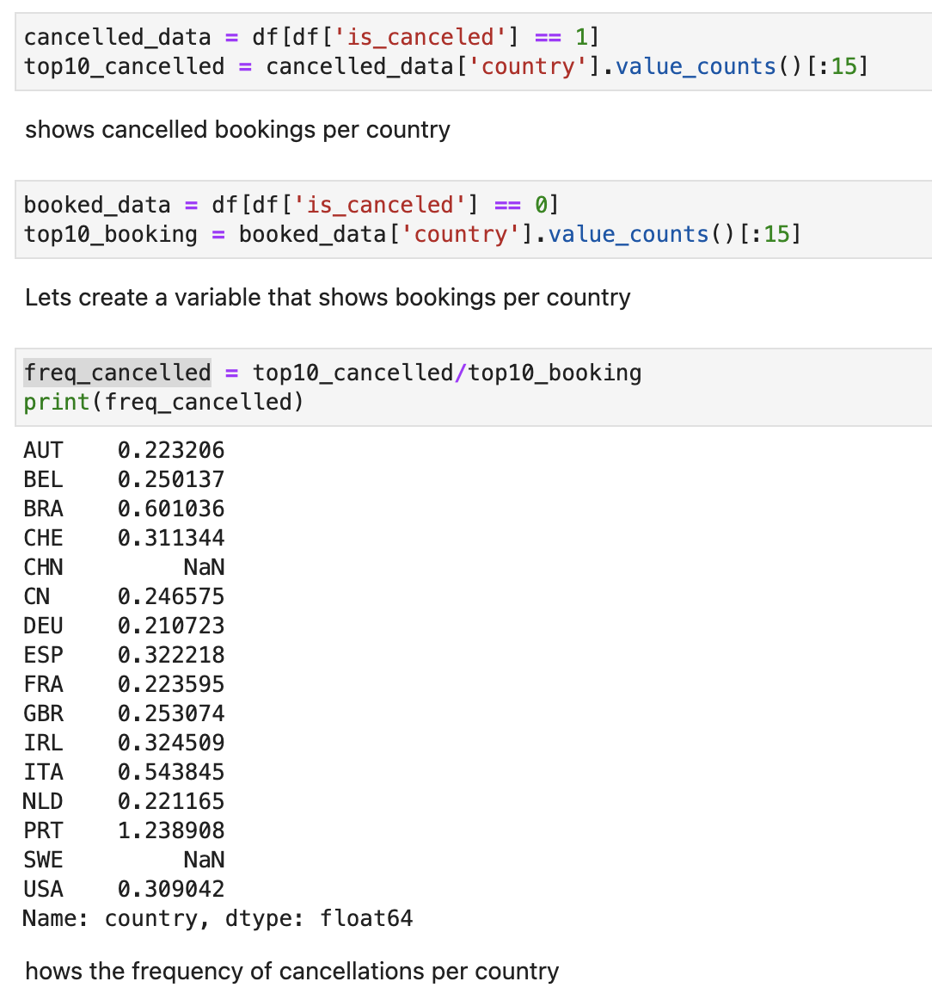 cancelled_data = df[df['is_canceled'] == 1]
top10_cancelled = cancelled_data['country'].value_counts()[:15]
shows cancelled bookings per country
booked_data = df[df['is_canceled'] == 0]
top10_booking = booked_data['country'].value_counts()[:15]
Lets create a variable that shows bookings per country
freq_cancelled = top10_cancelled/top10_booking
print(freq_cancelled)
AUT    0.223206
BEL    0.250137
BRA    0.601036
CHE    0.311344
CHN         NaN
CN     0.246575
DEU    0.210723
ESP    0.322218
FRA    0.223595
GBR    0.253074
IRL    0.324509
ITA    0.543845
NLD    0.221165
PRT    1.238908
SWE         NaN
USA    0.309042
Name: country, dtype: float64
hows the frequency of cancellations per country